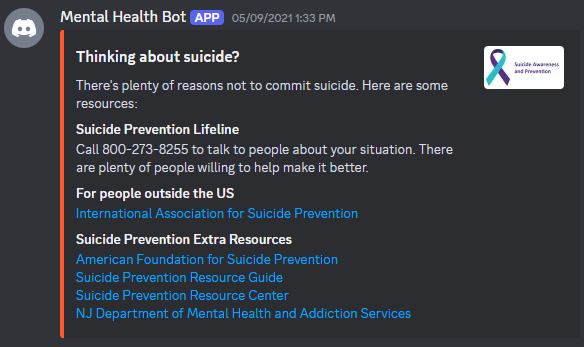 Mental Health Bot APP 05/09/2021 1:33 PM
Thinking about suicide?
Suicide Awareness
and Prevention
There's plenty of reasons not to commit suicide. Here are some
resources:
Suicide Prevention Lifeline
Call 800-273-8255 to talk to people about your situation. There
are plenty of people willing to help make it better.
For people outside the US
International Association for Suicide Prevention
Suicide Prevention Extra Resources
American Foundation for Suicide Prevention
Suicide Prevention Resource Guide
Suicide Prevention Resource Center
NJ Department of Mental Health and Addiction Services